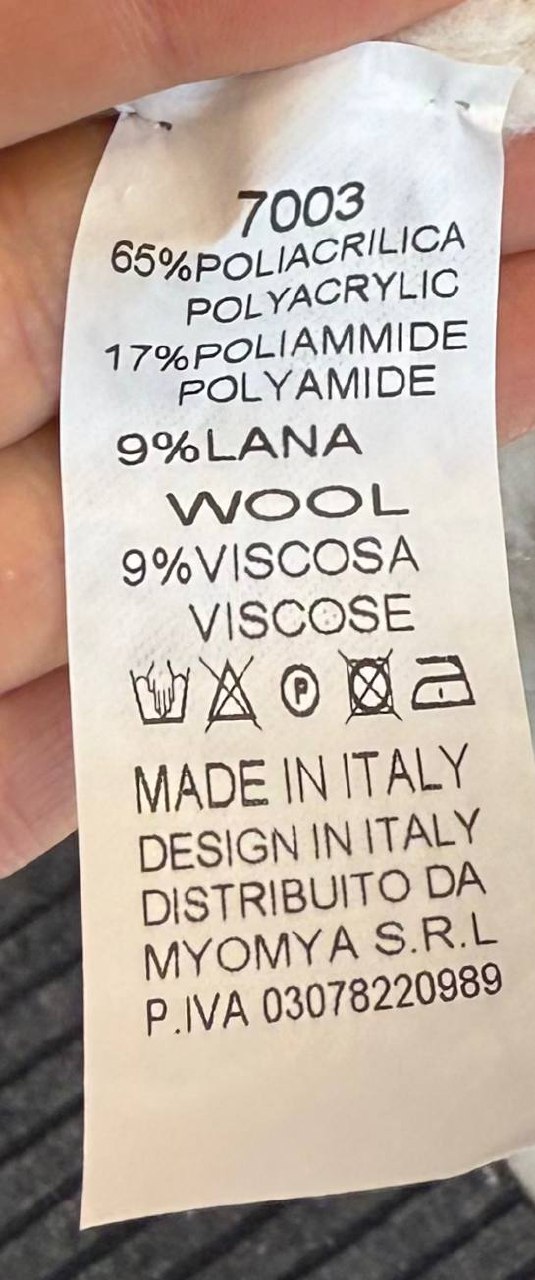 7003
65%POLIACRILICA
POLYACRYLIC
17%POLIAMMIDE
POLYAMIDE
9%LANA
WOOL
9%VISCOSA
VISCOSE
P
MADE IN ITALY
DESIGN IN ITALY
DISTRIBUITO DA
MYOMYA S.R.L
P.IVA 03078220989